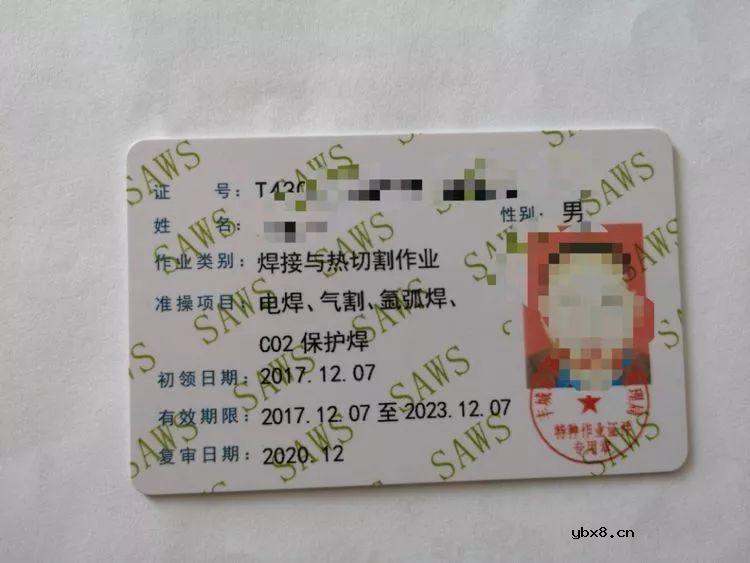 SAWS
证 号: T430
姓 名:
性别: 男
作业类别: 焊接与热切割作业
准操项目: 电焊、气割、氩弧焊、
CO2 保护焊
初领日期: 2017.12.07
有效期限: 2017.12.07 至 2023.12.07
复审日期: 2020.12
特种作业证件
专用章
ybx8.cn